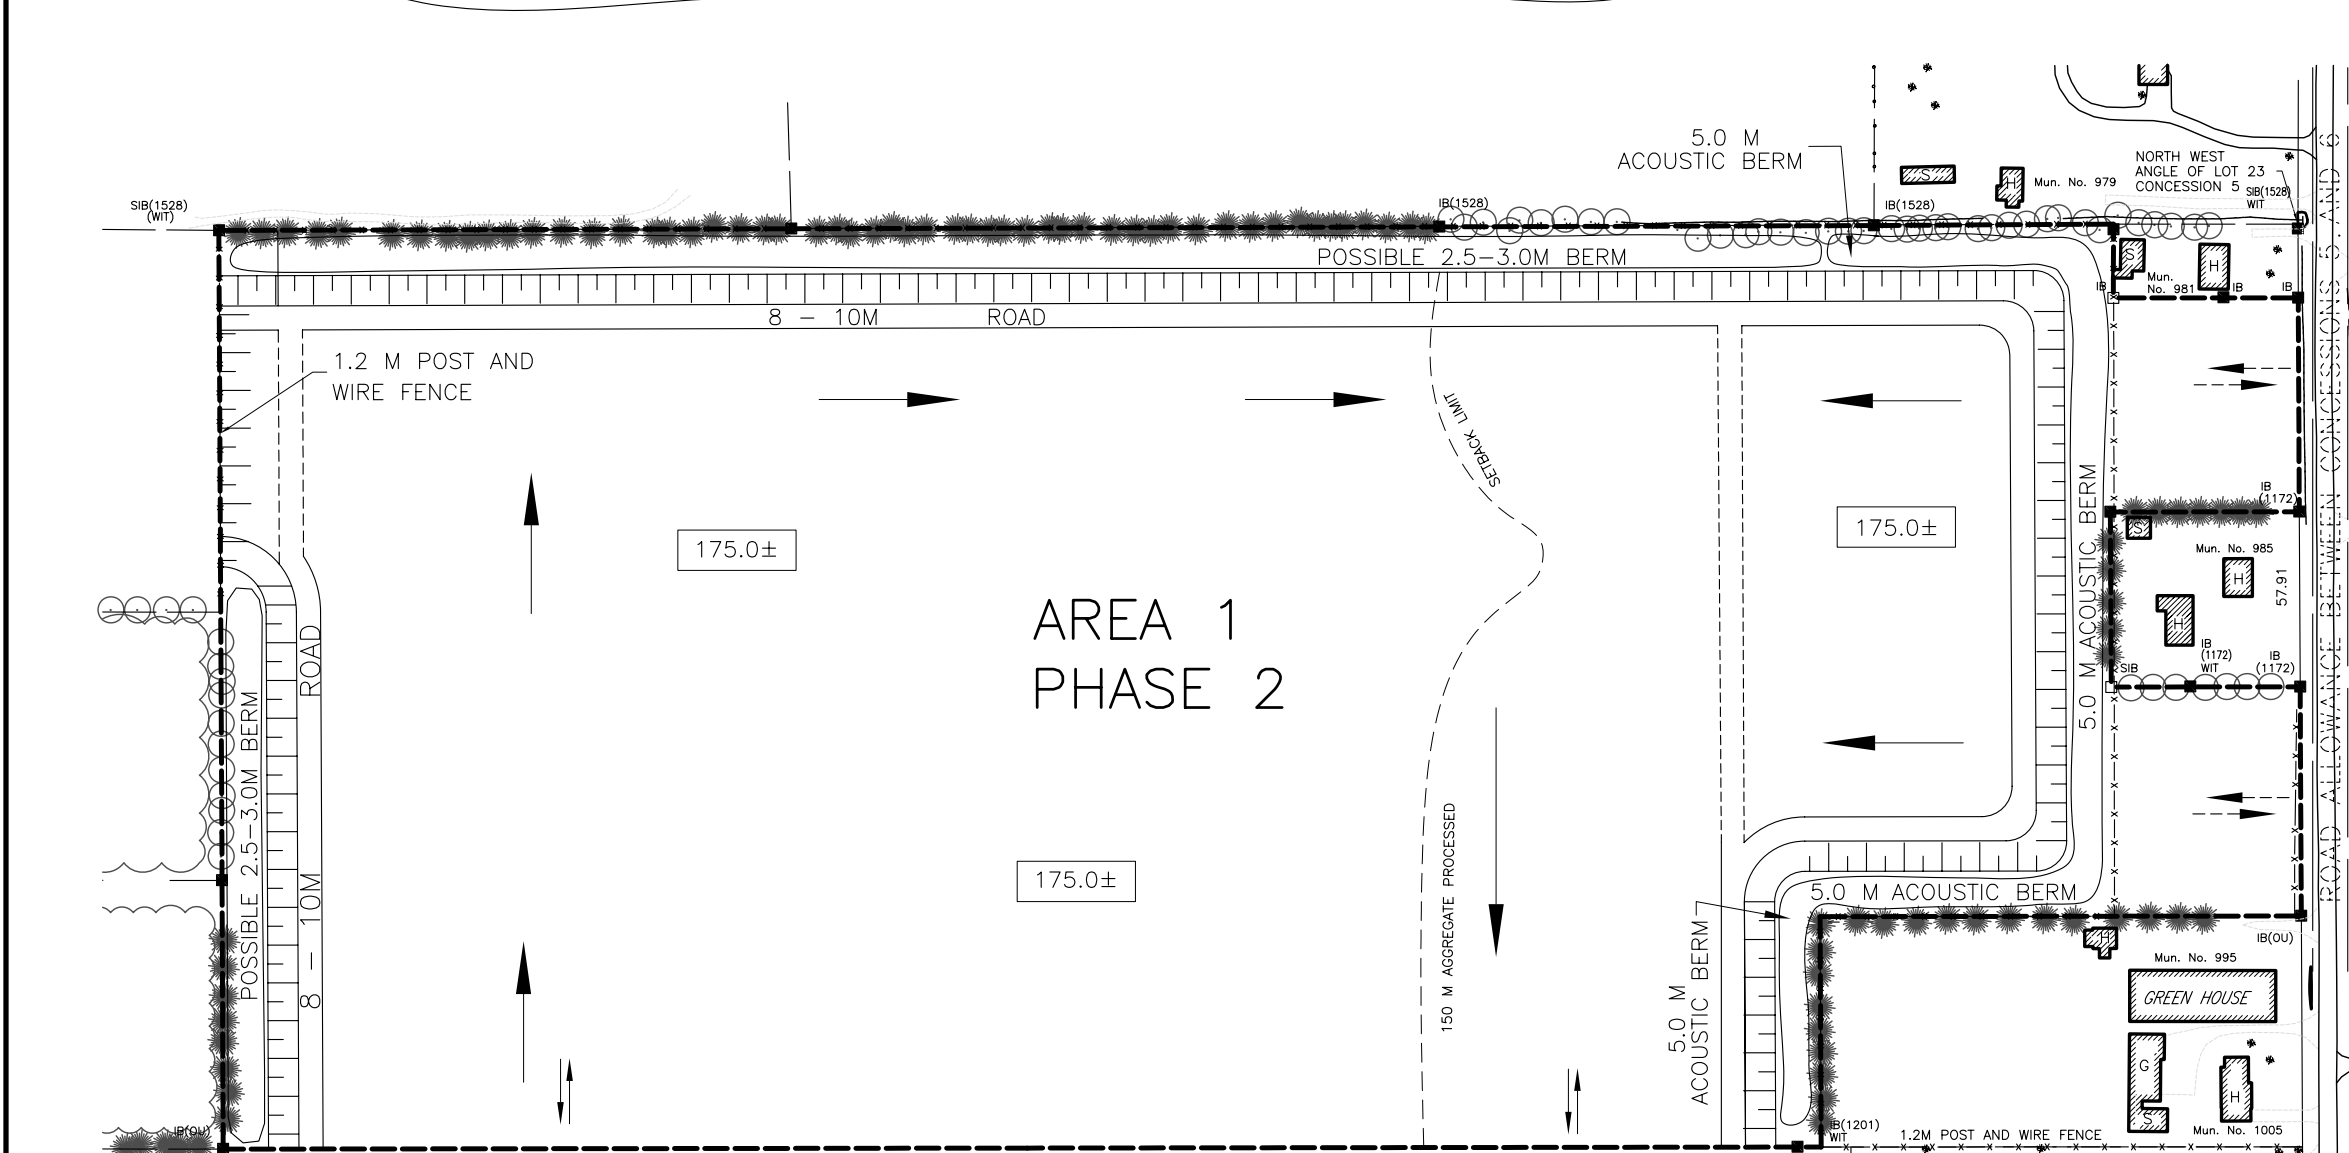 5.0 M
ACOUSTIC BERM
NORTH WEST
ANGLE OF LOT 23
CONCESSION 5
SIB(1528)
WIT
S
H
Mun. No. 979
SIB(1528)
(WIT)
IB(1528)
IB(1528)
POSSIBLE 2.5-3.0M BERM
S
H
Mun.
No. 981
IB
IB
IB
8 - 10M ROAD
1.2 M POST AND
WIRE FENCE
SETBACK LIMIT
175.0±
175.0±
IB
(1172)
S
Mun. No. 985
H
H
57.91
5.0 M ACOUSTIC BERM
ROAD ALLOWANCE BETWEEN CONCESSIONS 5 AND 6
AREA 1
PHASE 2
SIB
IB
(1172)
WIT
IB
(1172)
POSSIBLE 2.5-3.0M BERM
8 - 10M ROAD
150 M AGGREGATE PROCESSED
175.0±
5.0 M ACOUSTIC BERM
5.0 M
ACOUSTIC BERM
H
IB(OU)
Mun. No. 995
GREEN HOUSE
G
S
H
IB(OU)
IB(1201)
WIT
1.2M POST AND WIRE FENCE
Mun. No. 1005